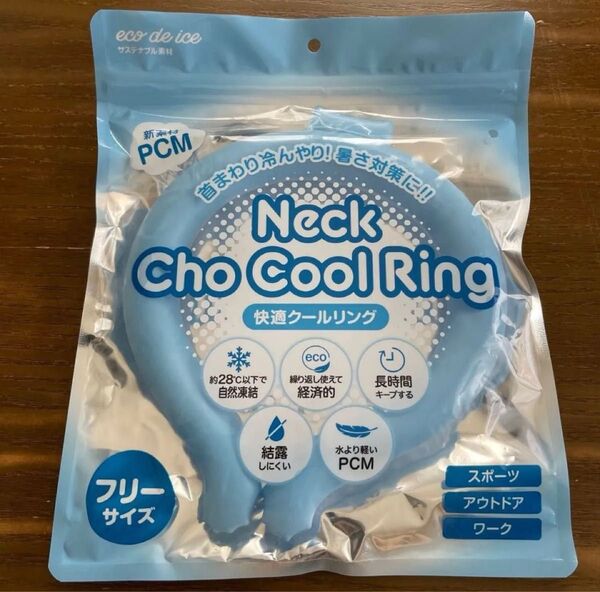 eco de ice
サステナブル素材
新素材
PCM
首まわり冷んやり!暑さ対策に!!
Neck
Cho Cool Ring
快適クールリング
約28℃以下で
自然凍結
eco
繰り返し使えて
経済的
長時間
キープする
結露
しにくい
水より軽い
PCM
フリー
サイズ
スポーツ
アウトドア
ワーク